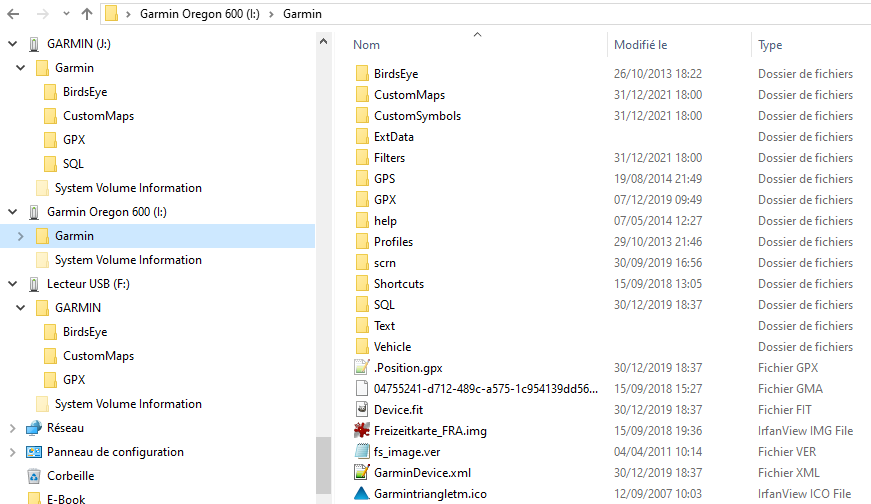 Garmin Oregon 600 (I:) > Garmin
GARMIN (J:)
Garmin
BirdsEye
CustomMaps
GPX
SQL
System Volume Information
Garmin Oregon 600 (I:)
Garmin
System Volume Information
Lecteur USB (F:)
GARMIN
BirdsEye
CustomMaps
GPX
System Volume Information
Réseau
Panneau de configuration
Corbeille
E-Book
Nom Modifié le Type
BirdsEye 26/10/2013 18:22 Dossier de fichiers
CustomMaps 31/12/2021 18:00 Dossier de fichiers
CustomSymbols 31/12/2021 18:00 Dossier de fichiers
ExtData Dossier de fichiers
Filters 31/12/2021 18:00 Dossier de fichiers
GPS 19/08/2014 21:49 Dossier de fichiers
GPX 07/12/2019 09:49 Dossier de fichiers
help 07/05/2014 12:27 Dossier de fichiers
Profiles 29/10/2013 21:46 Dossier de fichiers
scrn 30/09/2019 16:56 Dossier de fichiers
Shortcuts 15/09/2018 13:05 Dossier de fichiers
SQL 30/12/2019 18:37 Dossier de fichiers
Text Dossier de fichiers
Vehicle Dossier de fichiers
.Position.gpx 30/12/2019 18:37 Fichier GPX
04755241-d712-489c-a575-1c954139dd56... 15/09/2018 15:27 Fichier GMA
Device.fit 30/12/2019 18:37 Fichier FIT
Freizeitkarte_FRA.img 15/09/2018 19:36 IrfanView IMG File
fs_image.ver 04/04/2011 10:14 Fichier VER
GarminDevice.xml 30/12/2019 18:37 Fichier XML
Garmintriangletm.ico 12/09/2007 10:03 IrfanView ICO File